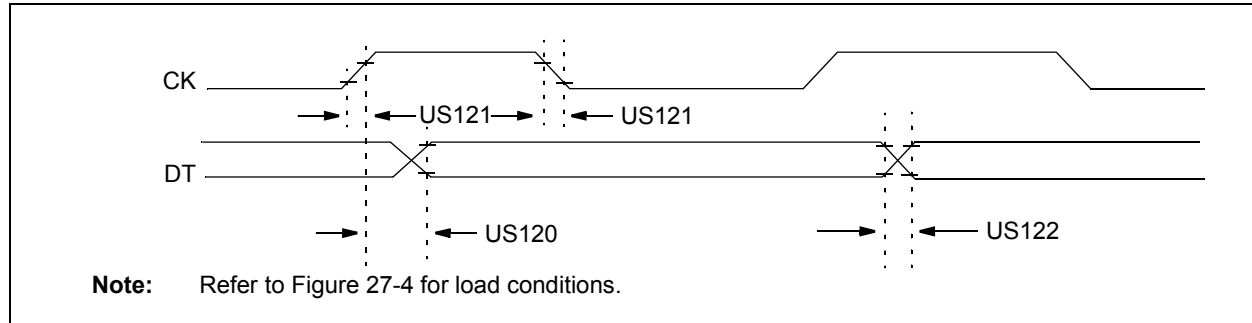 CK
US121 US121
DT
US120 US122
Note: Refer to Figure 27-4 for load conditions.